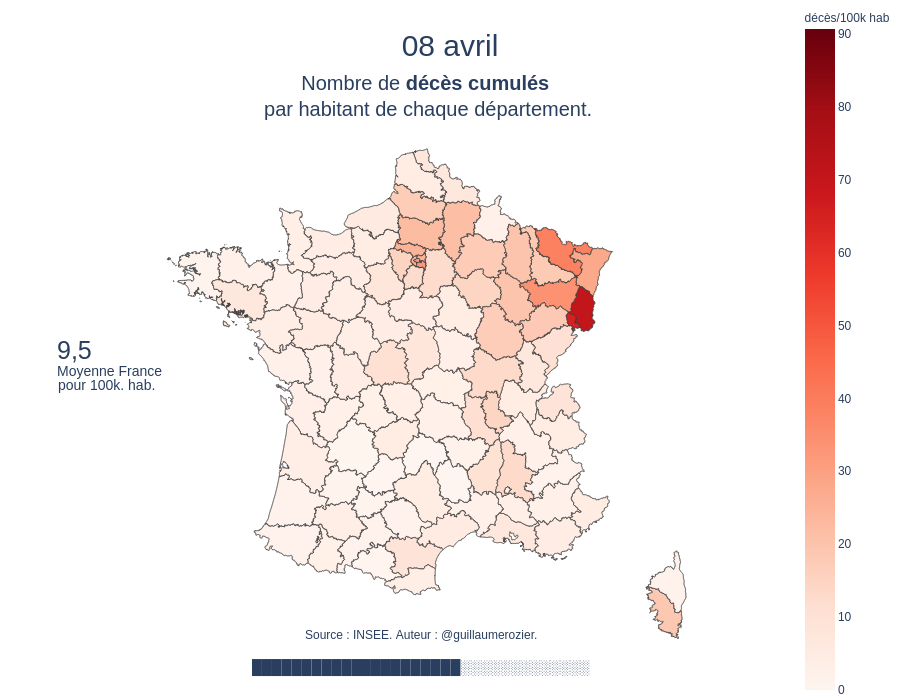 décès/100k hab
08 avril
Nombre de décès cumulés
par habitant de chaque département.
90
80
70
60
50
40
30
20
10
0
9,5
Moyenne France
pour 100k. hab.
Source : INSEE. Auteur : @guillaumerozier.